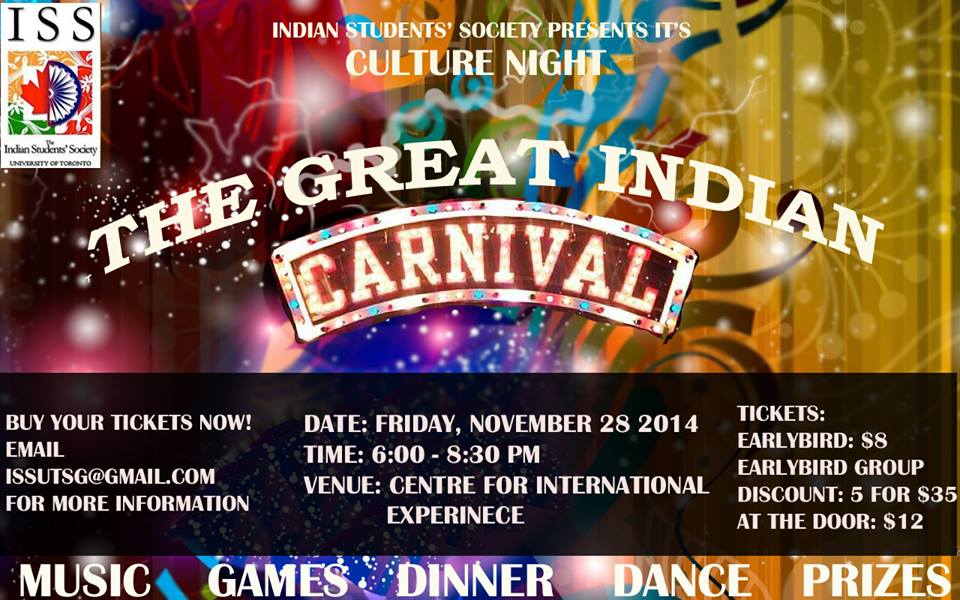 ISS
The
Indian Students' Society
UNIVERSITY OF TORONTO
INDIAN STUDENTS' SOCIETY PRESENTS IT'S
CULTURE NIGHT
THE GREAT INDIAN
CARNIVAL
BUY YOUR TICKETS NOW!
EMAIL
ISSUTSG@GMAIL.COM
FOR MORE INFORMATION
DATE: FRIDAY, NOVEMBER 28 2014
TIME: 6:00 - 8:30 PM
VENUE: CENTRE FOR INTERNATIONAL
EXPERINECE
TICKETS:
EARLYBIRD: $8
EARLYBIRD GROUP
DISCOUNT: 5 FOR $35
AT THE DOOR: $12
MUSIC GAMES DINNER DANCE PRIZES